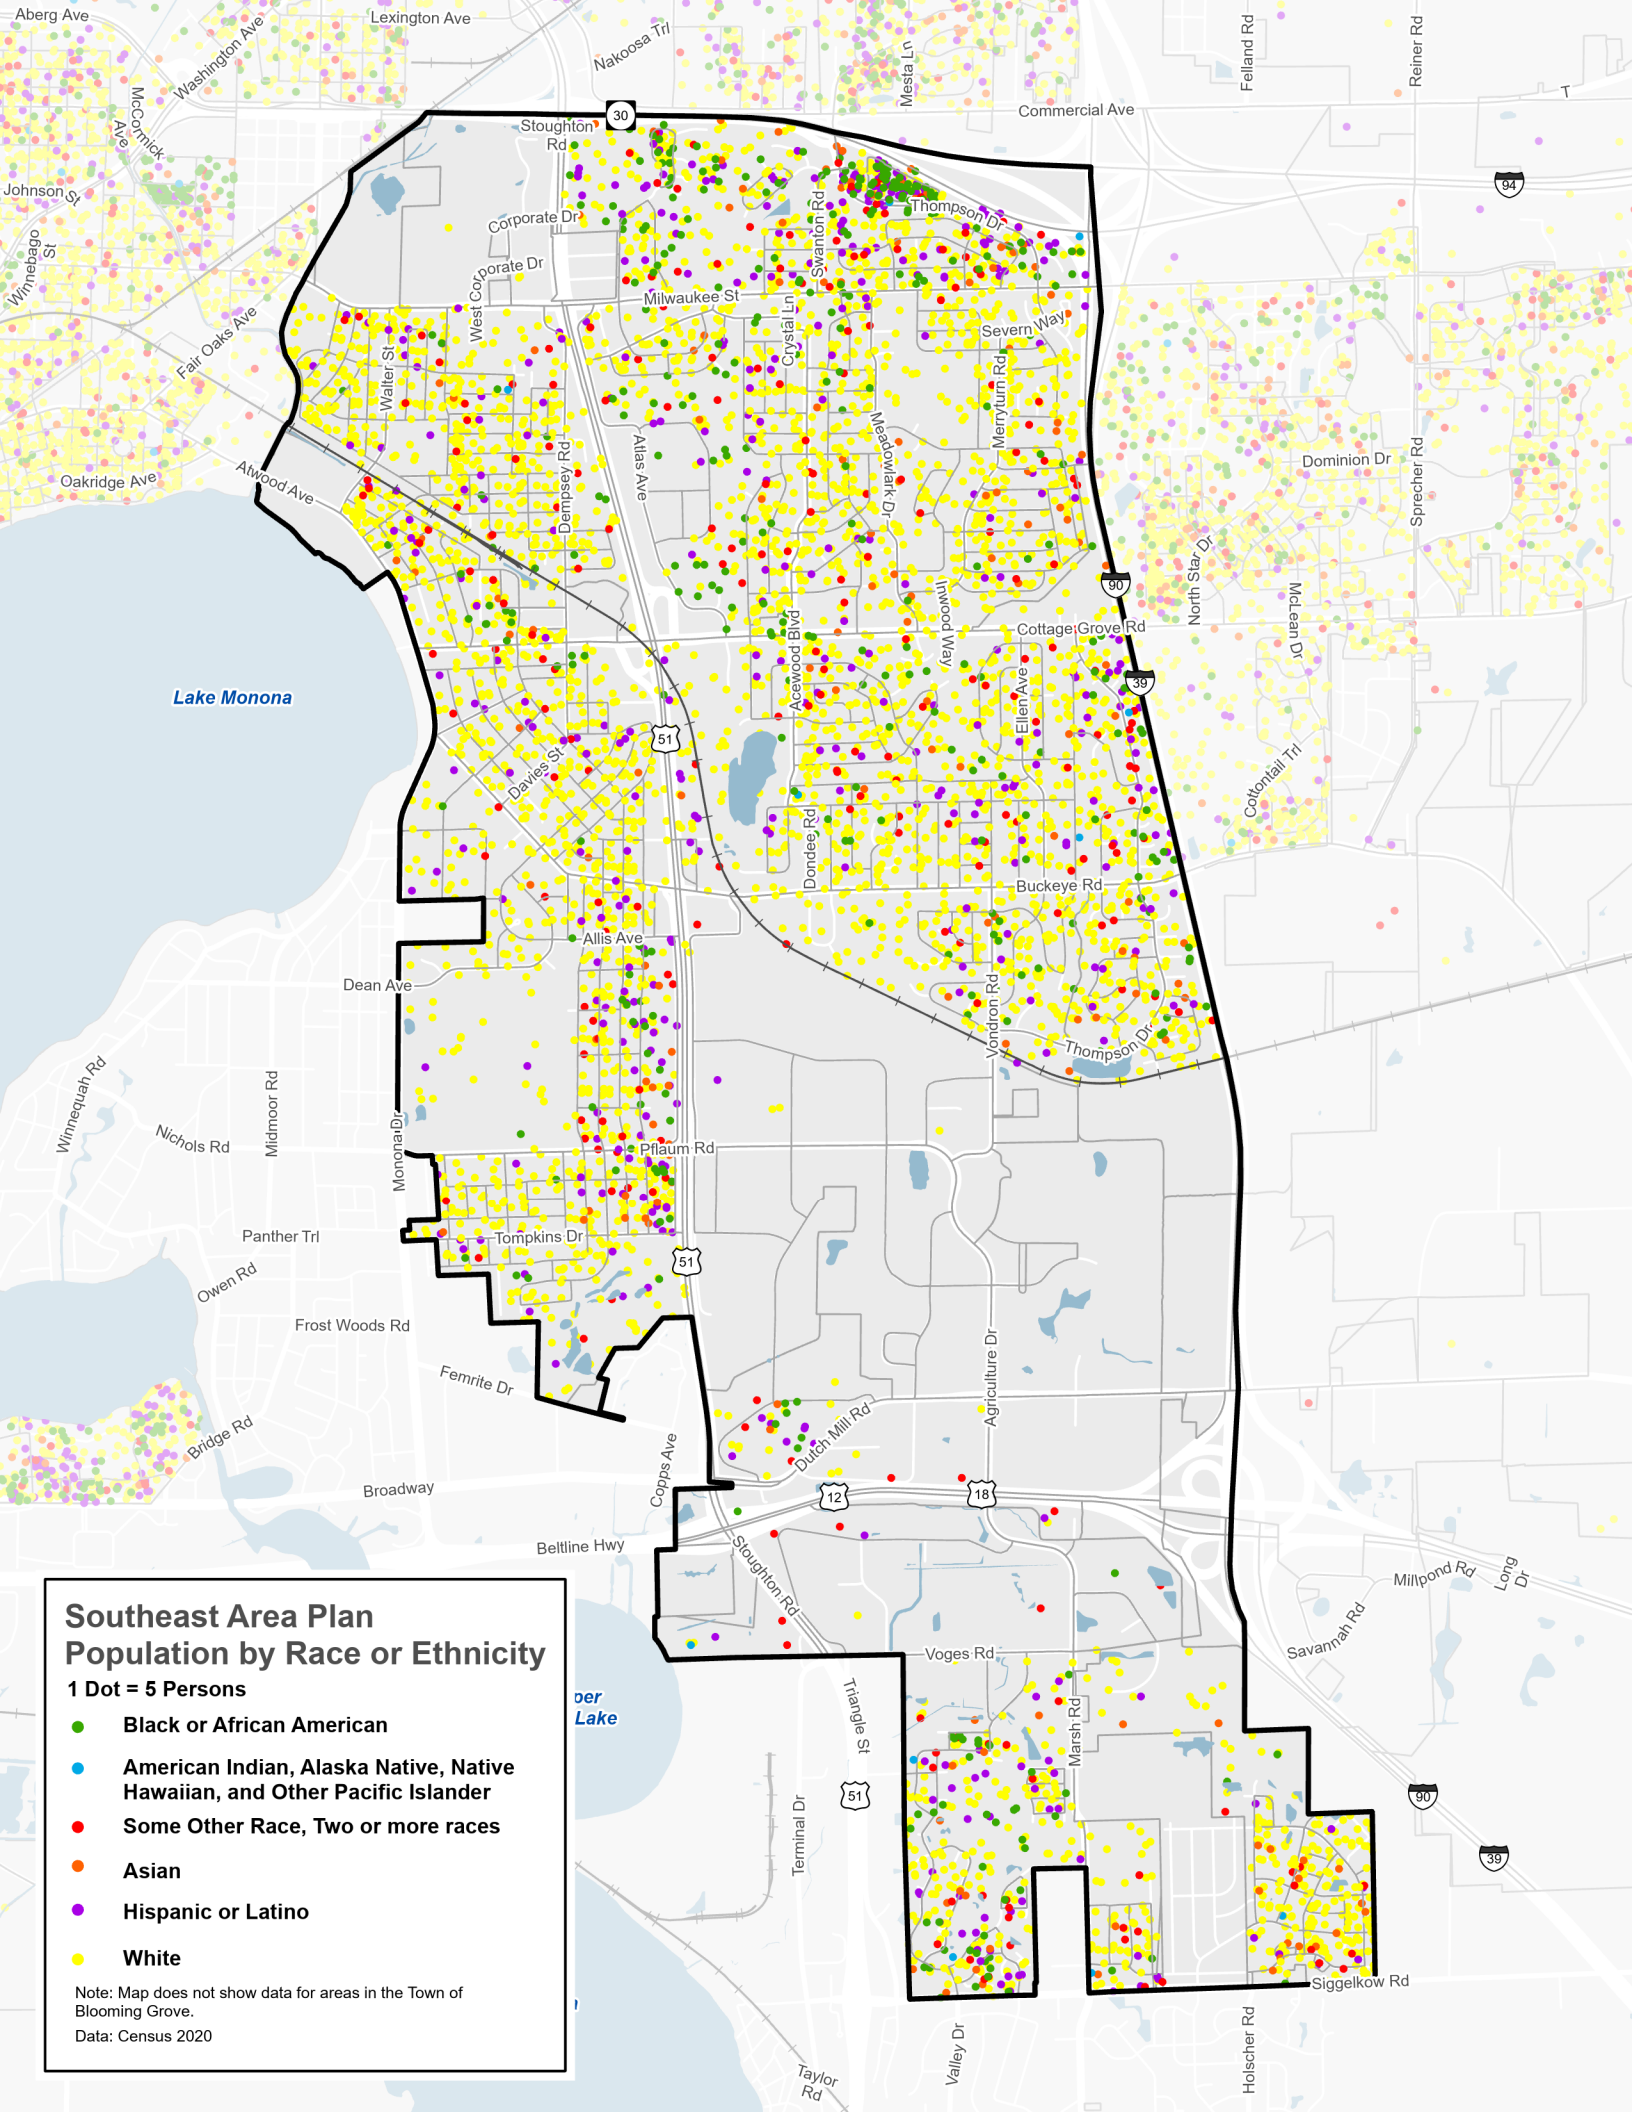 Aberg Ave
Lexington Ave
Washington Ave
Nakoosa Trl
Mesta Ln
Felland Rd
Reiner Rd
McCormick
Ave
Commercial Ave
T
30
Stoughton
Rd
94
Johnson St
Winnebago
St
Corporate Dr
Thompson Dr
Swanton Rd
Corporate Dr
West Corporate Dr
Milwaukee St
Fair Oaks Ave
Walter St
Crystal Ln
Severn Way
Merryturn Rd
Meadowlark Dr
Atlas Ave
Dempsey Rd
Oakridge Ave
Atwood Ave
Dominion Dr
Sprecher Rd
North Star Dr
90
McLean Dr
Inwood Way
Cottage Grove Rd
Acewood Blvd
Ellen Ave
39
Lake Monona
51
Davies St
Cottontail Trl
Dondee Rd
Buckeye Rd
Allis Ave
Dean Ave
Vondron Rd
Thompson Dr
Winnequah Rd
Midmoor Rd
Nichols Rd
Monona Dr
Pflaum Rd
Panther Trl
Tompkins Dr
51
Owen Rd
Frost Woods Rd
Femrite Dr
Agriculture Dr
Dutch Mill Rd
Bridge Rd
Copps Ave
Broadway
12
18
Beltline Hwy
Stoughton Rd
Millpond Rd
Long
Dr
Savannah Rd
Voges Rd
Triangle St
Marsh Rd
per
Lake
51
Terminal Dr
90
39
Siggelkow Rd
Valley Dr
Holscher Rd
Taylor
Rd
Southeast Area Plan
Population by Race or Ethnicity
1 Dot = 5 Persons
Black or African American
American Indian, Alaska Native, Native
Hawaiian, and Other Pacific Islander
Some Other Race, Two or more races
Asian
Hispanic or Latino
White
Note: Map does not show data for areas in the Town of
Blooming Grove.
Data: Census 2020